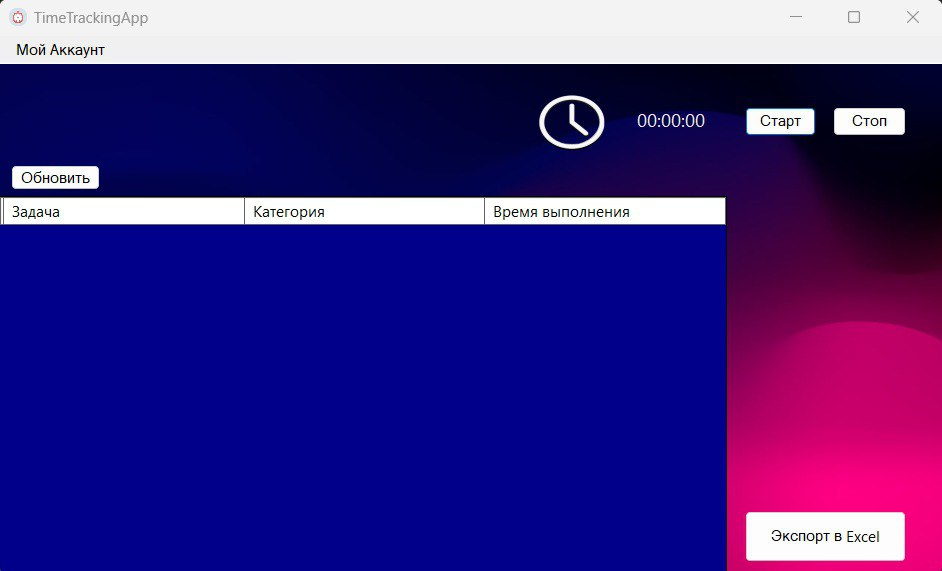 TimeTrackingApp
Мой Аккаунт
00:00:00 Старт Стоп
Обновить
Задача Категория Время выполнения
Экспорт в Excel